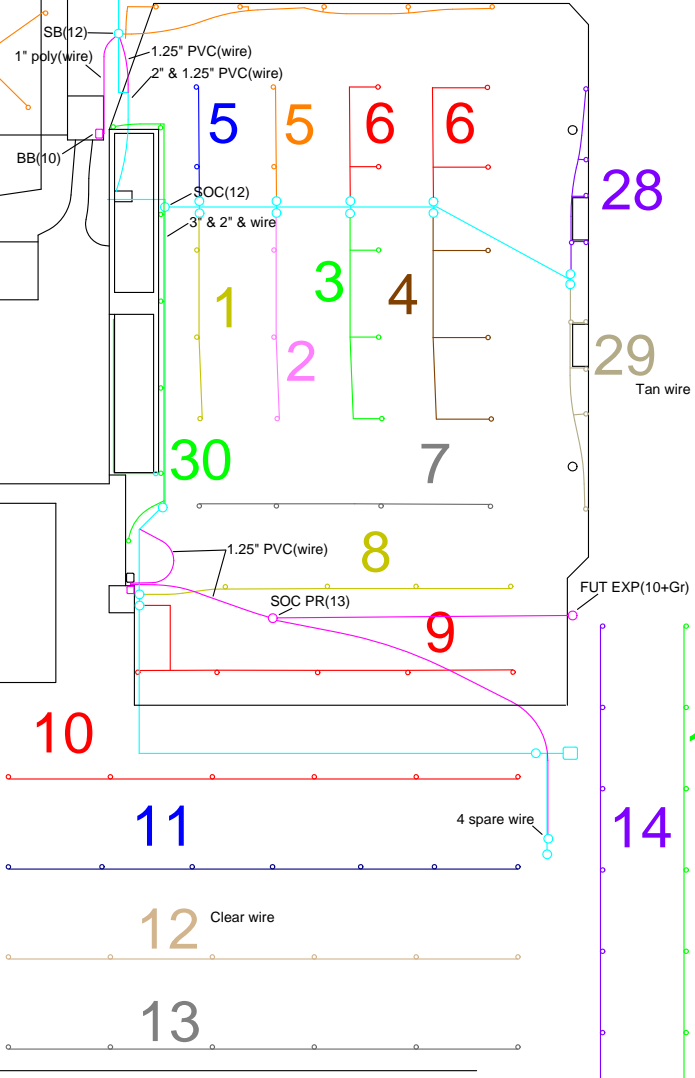 SB(12)
1.25" PVC(wire)
1" poly(wire)
2" & 1.25" PVC(wire)
5
5
6
6
BB(10)
SOC(12)
28
3" & 2" & wire
1
3
4
2
29
Tan wire
30
7
1.25" PVC(wire)
8
FUT EXP(10+Gr)
SOC PR(13)
9
10
11
4 spare wire
14
12
Clear wire
13